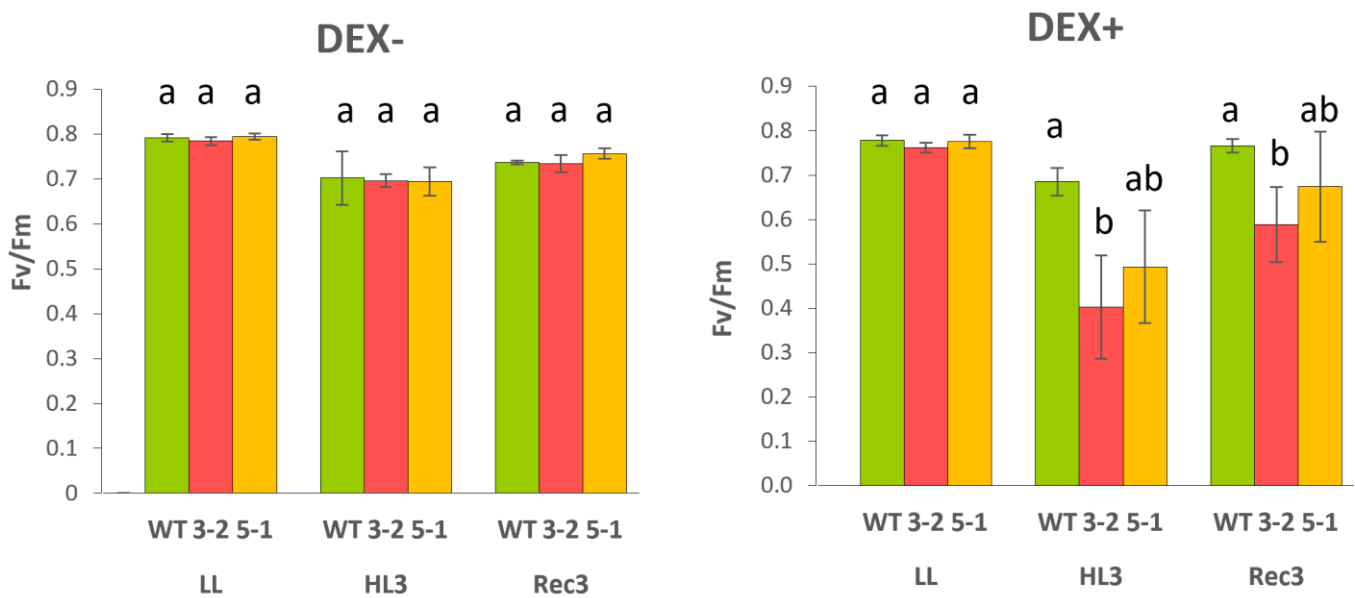 DEX-
a a a a a a a a a
0.9
0.8
0.7
0.6
0.5
0.4
0.3
0.2
0.1
0
Fv/Fm
WT 3-2 5-1 WT 3-2 5-1 WT 3-2 5-1
LL HL3 Rec3
DEX+
a a a a b ab a b ab
0.9
0.8
0.7
0.6
0.5
0.4
0.3
0.2
0.1
0.0
Fv/Fm
WT 3-2 5-1 WT 3-2 5-1 WT 3-2 5-1
LL HL3 Rec3